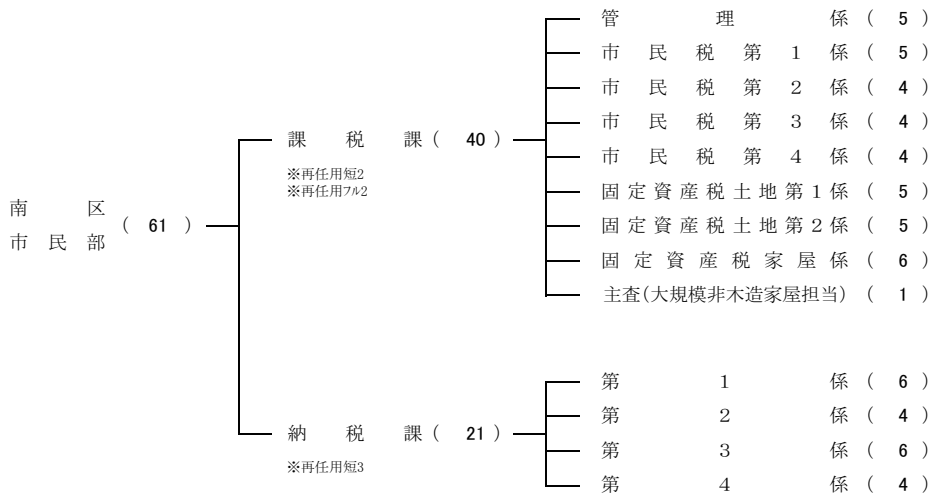 管理係（ 5 ）
市民税第1係（ 5 ）
市民税第2係（ 4 ）
市民税第3係（ 4 ）
課税課（ 40 ）
市民税第4係（ 4 ）
※再任用短2
※再任用フル2
固定資産税土地第1係（ 5 ）
南区
市民部
（ 61 ）
固定資産税土地第2係（ 5 ）
固定資産税家屋係（ 6 ）
主査(大規模非木造家屋担当)（ 1 ）
第1係（ 6 ）
第2係（ 4 ）
納税課（ 21 ）
※再任用短3
第3係（ 6 ）
第4係（ 4 ）